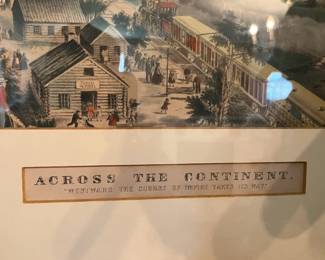 ACROSS THE CONTINENT.
"WESTWARD THE COURSE OF EMPIRE TAKES ITS WAY"